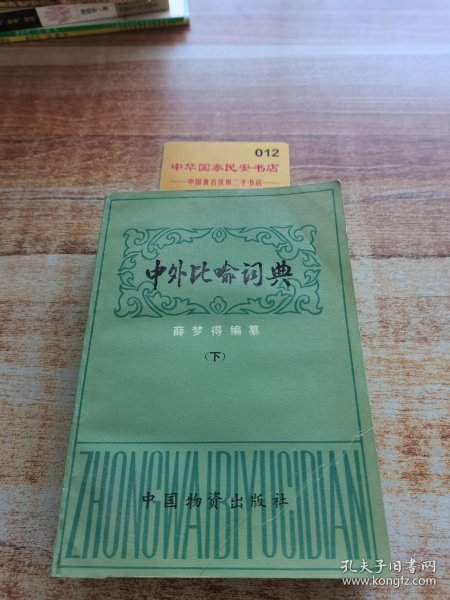 012
中华国泰民安书店
中国著名优质二手书店
中外比喻词典
薛梦得编纂
(下)
ZHONGWAIBIYUCIDIAN
中国物资出版社
孔夫子旧书网
www.kongfz.com